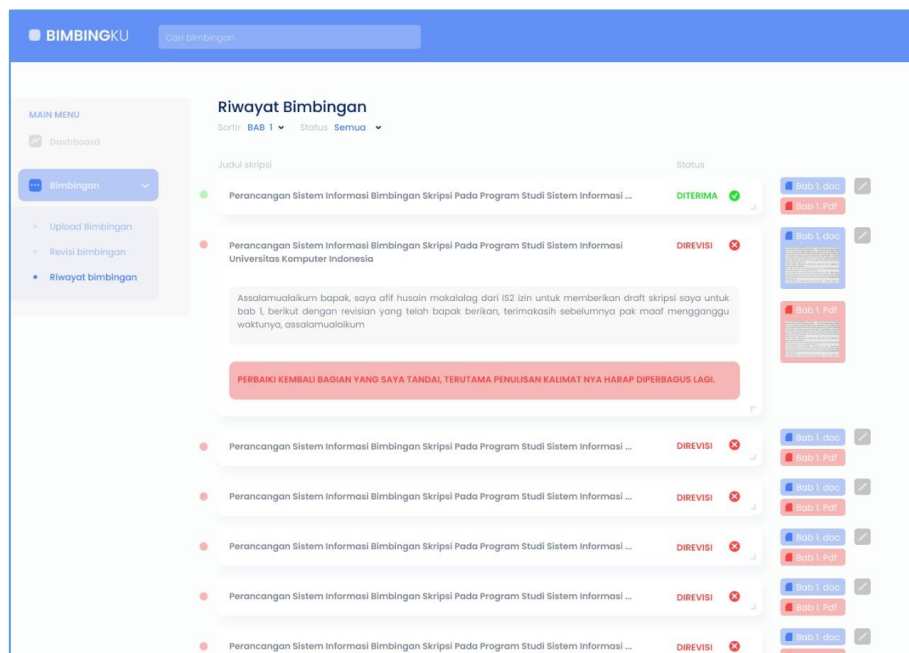 BIMBINGKU
Cari bimbingan
MAIN MENU
Dashboard
Bimbingan
Upload Bimbingan
Revisi bimbingan
Riwayat bimbingan
Riwayat Bimbingan
Sortir BAB 1 Status Semua
Judul skripsi Status
Perancangan Sistem Informasi Bimbingan Skripsi Pada Program Studi Sistem Informasi ... DITERIMA
Bab 1. doc
Bab 1. Pdf
Perancangan Sistem Informasi Bimbingan Skripsi Pada Program Studi Sistem Informasi
Universitas Komputer Indonesia
DIREVISI
Bab 1. doc
Assalamualaikum bapak, saya afif husain makalalag dari IS2 izin untuk memberikan draft skripsi saya untuk
bab 1, berikut dengan revisian yang telah bapak berikan, terimakasih sebelumnya pak maaf mengganggu
waktunya, assalamualaikum
Bab 1. Pdf
PERBAIKI KEMBALI BAGIAN YANG SAYA TANDAI, TERUTAMA PENULISAN KALIMAT NYA HARAP DIPERBAGUS LAGI.
Perancangan Sistem Informasi Bimbingan Skripsi Pada Program Studi Sistem Informasi ... DIREVISI
Bab 1. doc
Bab 1. Pdf
Perancangan Sistem Informasi Bimbingan Skripsi Pada Program Studi Sistem Informasi ... DIREVISI
Bab 1. doc
Bab 1. Pdf
Perancangan Sistem Informasi Bimbingan Skripsi Pada Program Studi Sistem Informasi ... DIREVISI
Bab 1. doc
Bab 1. Pdf
Perancangan Sistem Informasi Bimbingan Skripsi Pada Program Studi Sistem Informasi ... DIREVISI
Bab 1. doc
Bab 1. Pdf
Perancangan Sistem Informasi Bimbingan Skripsi Pada Program Studi Sistem Informasi ... DIREVISI
Bab 1. doc